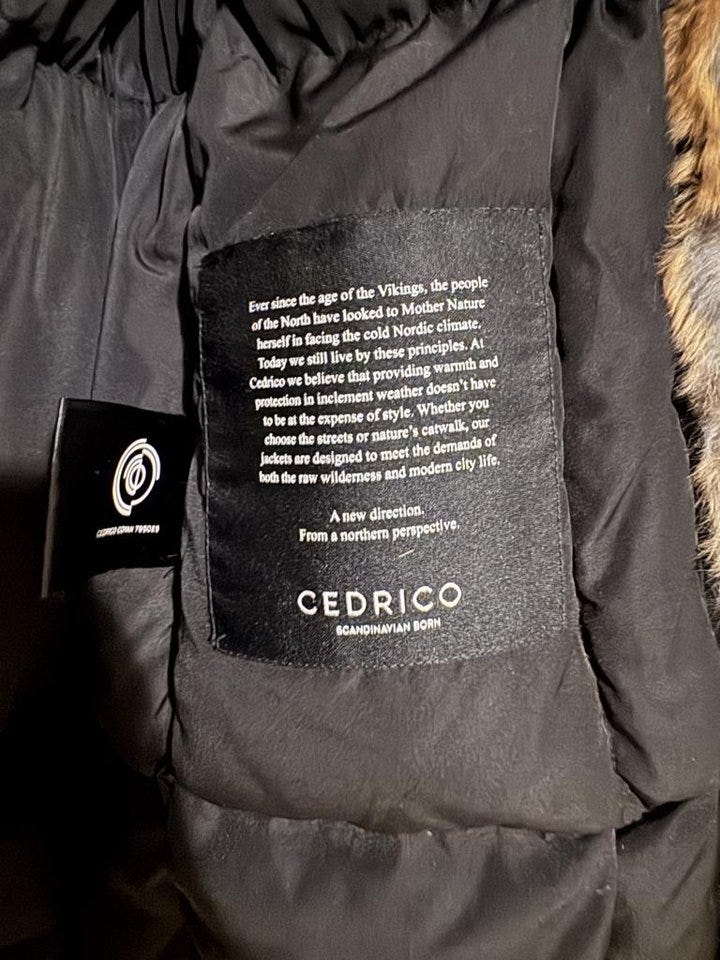 Ever since the age of the Vikings, the people
of the North have looked to Mother Nature
herself in facing the cold Nordic climate.
Today we still live by these principles. At
Cedrico we believe that providing warmth and
protection in inclement weather doesn't have
to be at the expense of style. Whether you
choose the streets or nature's catwalk, our
jackets are designed to meet the demands of
both the raw wilderness and modern city life.
A new direction.
From a northern perspective.
CEDRICO
SCANDINAVIAN BORN
CEDRICO